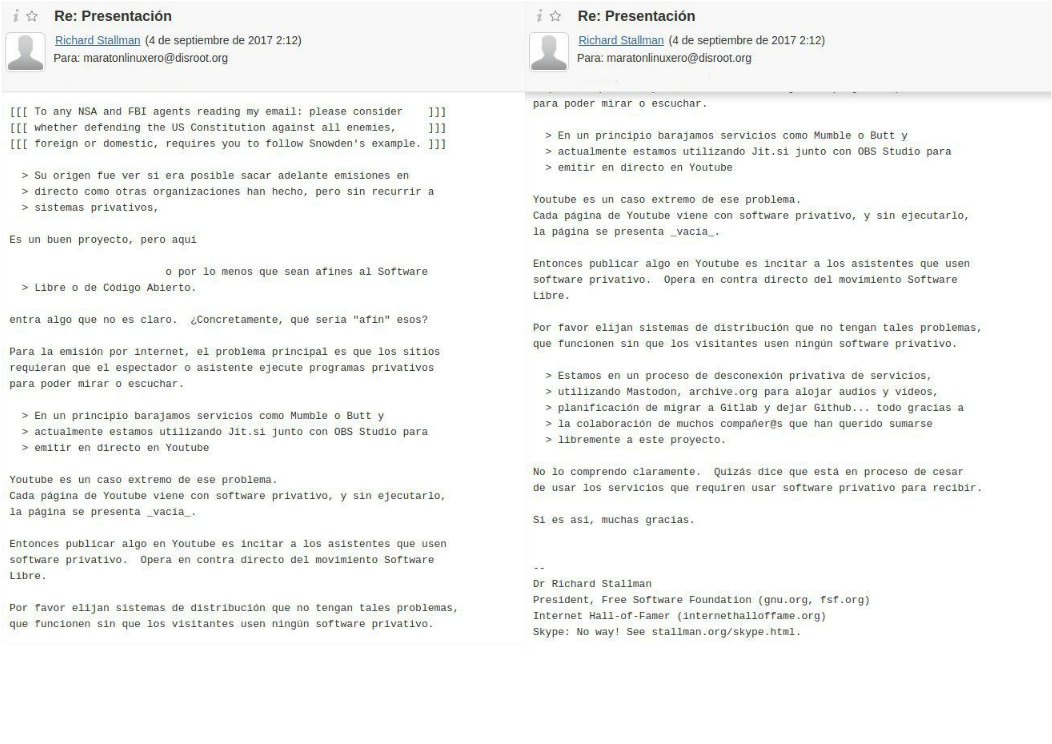 Re: Presentación
Richard Stallman (4 de septiembre de 2017 2:12)
Para: maratonlinuxero@disroot.org
[[[ To any NSA and FBI agents reading my email: please consider    ]]]
[[[ whether defending the US Constitution against all enemies,     ]]]
[[[ foreign or domestic, requires you to follow Snowden's example. ]]]
> Su origen fue ver si era posible sacar adelante emisiones en
> directo como otras organizaciones han hecho, pero sin recurrir a
> sistemas privativos,
Es un buen proyecto, pero aquí
o por lo menos que sean afines al Software
> Libre o de Código Abierto.
entra algo que no es claro.  ¿Concretamente, qué sería "afín" esos?
Para la emisión por internet, el problema principal es que los sitios
requieran que el espectador o asistente ejecute programas privativos
para poder mirar o escuchar.
> En un principio barajamos servicios como Mumble o Butt y
> actualmente estamos utilizando Jit.si junto con OBS Studio para
> emitir en directo en Youtube
Youtube es un caso extremo de ese problema.
Cada página de Youtube viene con software privativo, y sin ejecutarlo,
la página se presenta _vacía_.
Entonces publicar algo en Youtube es incitar a los asistentes que usen
software privativo.  Opera en contra directo del movimiento Software
Libre.
Por favor elijan sistemas de distribución que no tengan tales problemas,
que funcionen sin que los visitantes usen ningún software privativo.
Re: Presentación
Richard Stallman (4 de septiembre de 2017 2:12)
Para: maratonlinuxero@disroot.org
para poder mirar o escuchar.
> En un principio barajamos servicios como Mumble o Butt y
> actualmente estamos utilizando Jit.si junto con OBS Studio para
> emitir en directo en Youtube
Youtube es un caso extremo de ese problema.
Cada página de Youtube viene con software privativo, y sin ejecutarlo,
la página se presenta _vacía_.
Entonces publicar algo en Youtube es incitar a los asistentes que usen
software privativo.  Opera en contra directo del movimiento Software
Libre.
Por favor elijan sistemas de distribución que no tengan tales problemas,
que funcionen sin que los visitantes usen ningún software privativo.
> Estamos en un proceso de desconexión privativa de servicios,
> utilizando Mastodon, archive.org para alojar audios y vídeos,
> planificación de migrar a Gitlab y dejar Github... todo gracias a
> la colaboración de muchos compañer@s que han querido sumarse
> libremente a este proyecto.
No lo comprendo claramente.  Quizás dice que está en proceso de cesar
de usar los servicios que requiren usar software privativo para recibir.
Si es así, muchas gracias.
--
Dr Richard Stallman
President, Free Software Foundation (gnu.org, fsf.org)
Internet Hall-of-Famer (internethalloffame.org)
Skype: No way! See stallman.org/skype.html.